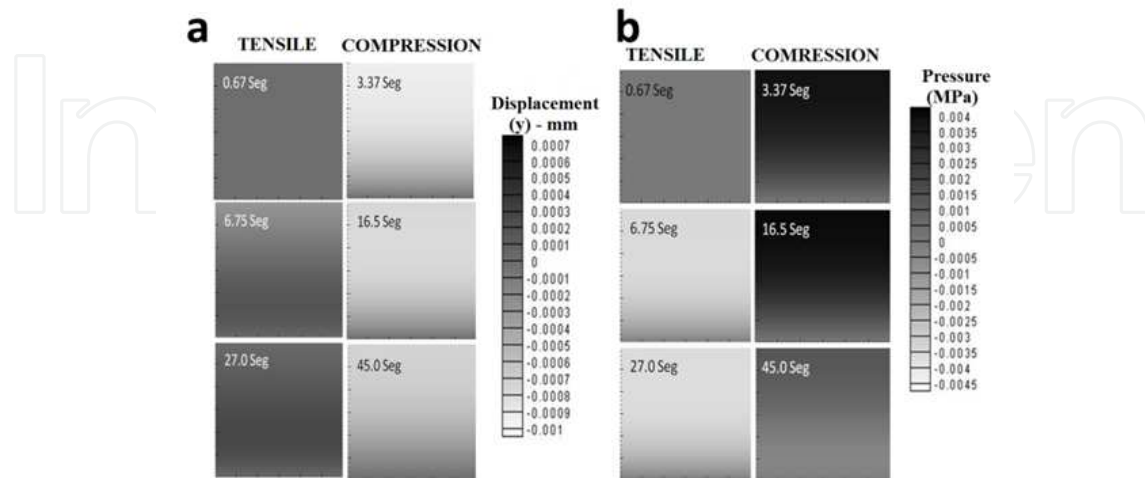 a
TENSILE COMPRESSION
0.67 Seg
3.37 Seg
6.75 Seg
16.5 Seg
27.0 Seg
45.0 Seg
Displacement
(y) - mm
0.0007
0.0006
0.0005
0.0004
0.0003
0.0002
0.0001
0
-0.0001
-0.0002
-0.0003
-0.0004
-0.0005
-0.0006
-0.0007
-0.0008
-0.0009
-0.001
b
TENSILE COMRESSION
0.67 Seg
3.37 Seg
6.75 Seg
16.5 Seg
27.0 Seg
45.0 Seg
Pressure
(MPa)
0.004
0.0035
0.003
0.0025
0.002
0.0015
0.001
0.0005
0
-0.0005
-0.001
-0.0015
-0.002
-0.0025
-0.003
-0.0035
-0.004
-0.0045
In
en